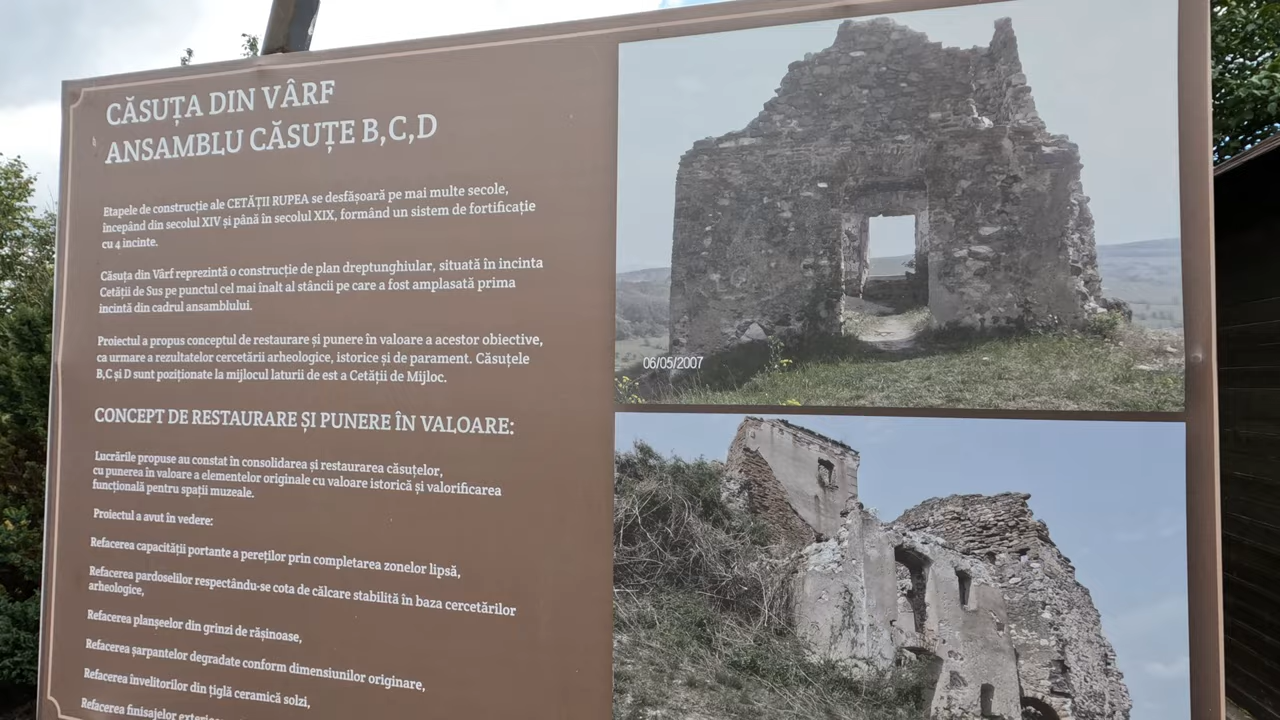 CĂSUȚA DIN VÂRF
ANSAMBLU CĂSUȚE B,C,D
Etapele de construcție ale CETĂȚII RUPEA se desfășoară pe mai multe secole,
începând din secolul XIV și până în secolul XIX, formând un sistem de fortificație
cu 4 incinte.
Căsuța din Vârf reprezintă o construcție de plan dreptunghiular, situată în incinta
Cetății de Sus pe punctul cel mai înalt al stâncii pe care a fost amplasată prima
incintă din cadrul ansamblului.
Proiectul a propus conceptul de restaurare și punere în valoare a acestor obiective,
ca urmare a rezultatelor cercetării arheologice, istorice și de parament. Căsuțele
B,C și D sunt poziționate la mijlocul laturii de est a Cetății de Mijloc.
CONCEPT DE RESTAURARE ȘI PUNERE ÎN VALOARE:
Lucrările propuse au constat în consolidarea și restaurarea căsuțelor,
cu punerea în valoare a elementelor originale cu valoare istorică și valorificarea
funcțională pentru spații muzeale.
Proiectul a avut în vedere:
Refacerea capacității portante a pereților prin completarea zonelor lipsă,
Refacerea pardoselilor respectându-se cota de călcare stabilită în baza cercetărilor
arheologice,
Refacerea planșeelor din grinzi de rășinoase,
Refacerea șarpantelor degradate conform dimensiunilor originare,
Refacerea învelitorilor din țiglă ceramică solzi,
Refacerea finisajelor
06/05/2007